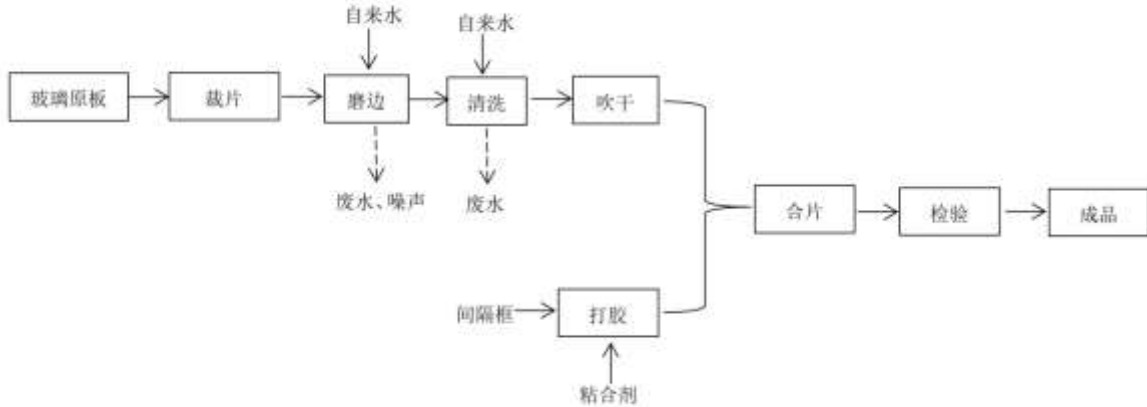 自来水
自来水
玻璃原板
裁片
磨边
清洗
吹干
废水、噪声
废水
合片
检验
成品
间隔框
打胶
粘合剂